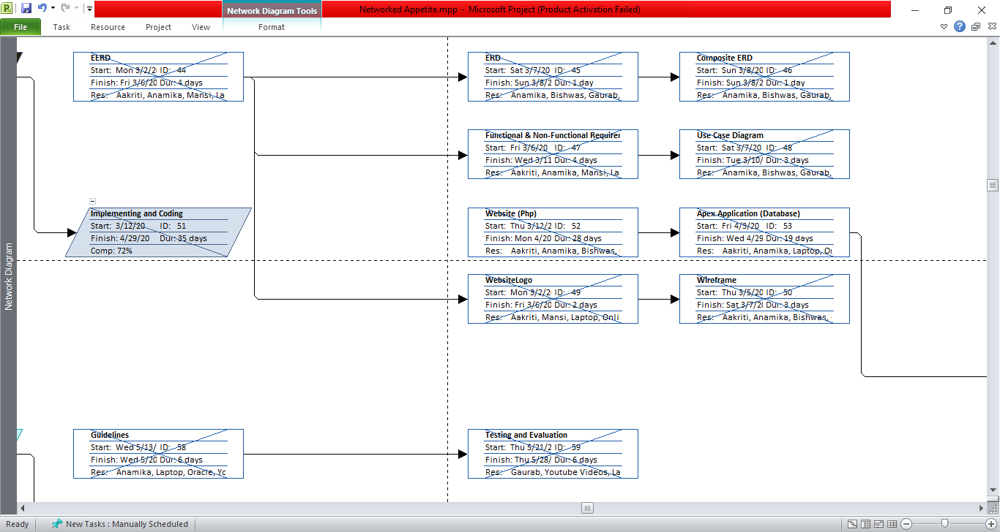 Network Diagram Tools
Networked Appetite.mpp - Microsoft Project (Product Activation Failed)
File Task Resource Project View Format
Network Diagram
EERD
Start: Mon 3/2/2( ID: 44
Finish: Fri 3/6/20 Dur: 4 days
Res: Aakriti, Anamika, Mansi, La
ERD
Start: Sat 3/7/20 ID: 45
Finish: Sun 3/8/2 Dur: 1 day
Res: Anamika, Bishwas, Gaurab,
Composite ERD
Start: Sun 3/8/2( ID: 46
Finish: Sun 3/8/2 Dur: 1 day
Res: Anamika, Bishwas, Gaurab,
Functional & Non-Functional Requirer
Start: Fri 3/6/20 ID: 47
Finish: Wed 3/11 Dur: 4 days
Res: Aakriti, Anamika, Mansi, La
Use Case Diagram
Start: Sat 3/7/20 ID: 48
Finish: Tue 3/10/ Dur: 3 days
Res: Anamika, Bishwas, Gaurab,
Implementing and Coding
Start: 3/12/20 ID: 51
Finish: 4/29/20 Dur: 35 days
Comp: 72%
Website (Php)
Start: Thu 3/12/2 ID: 52
Finish: Mon 4/20 Dur: 28 days
Res: Aakriti, Anamika, Bishwas,
Apex Application (Database)
Start: Fri 4/3/20 ID: 53
Finish: Wed 4/29 Dur: 19 days
Res: Aakriti, Anamika, Laptop, Or
WebsiteLogo
Start: Mon 3/2/2( ID: 49
Finish: Fri 3/6/20 Dur: 2 days
Res: Aakriti, Mansi, Laptop, Onli
Wireframe
Start: Thu 3/5/2( ID: 50
Finish: Sat 3/7/2( Dur: 3 days
Res: Aakriti, Anamika, Bishwas,
Guidelines
Start: Wed 5/13/ ID: 58
Finish: Wed 5/20 Dur: 6 days
Res: Anamika, Laptop, Oracle, Yc
Testing and Evaluation
Start: Thu 5/21/2 ID: 59
Finish: Thu 5/28/ Dur: 6 days
Res: Gaurab, Youtube Videos, La
Ready New Tasks : Manually Scheduled